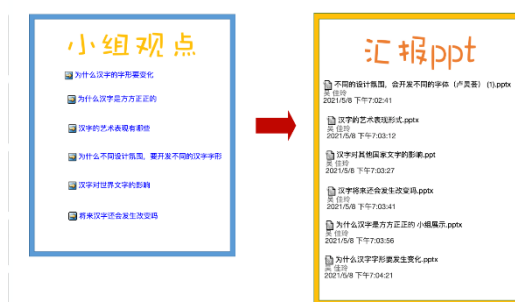 小组观点
为什么汉字的字形要变化
为什么汉字是方方正正的
汉字的艺术表现有哪些
为什么不同设计氛围，要开发不同的汉字字形
汉字对世界文字的影响
将来汉字还会发生改变吗
汇报ppt
不同的设计氛围，会开发不同的字体（卢灵荟） (1).pptx
吴 佳玲
2021/5/8 下午7:02:41
汉字的艺术表现形式.pptx
吴 佳玲
2021/5/8 下午7:03:12
汉字对其他国家文字的影响.ppt
吴 佳玲
2021/5/8 下午7:03:27
汉字将来还会发生改变吗.pptx
吴 佳玲
2021/5/8 下午7:03:41
为什么汉字是方方正正的 小组展示.pptx
吴 佳玲
2021/5/8 下午7:03:56
为什么汉字字形要发生变化.pptx
吴 佳玲
2021/5/8 下午7:04:21